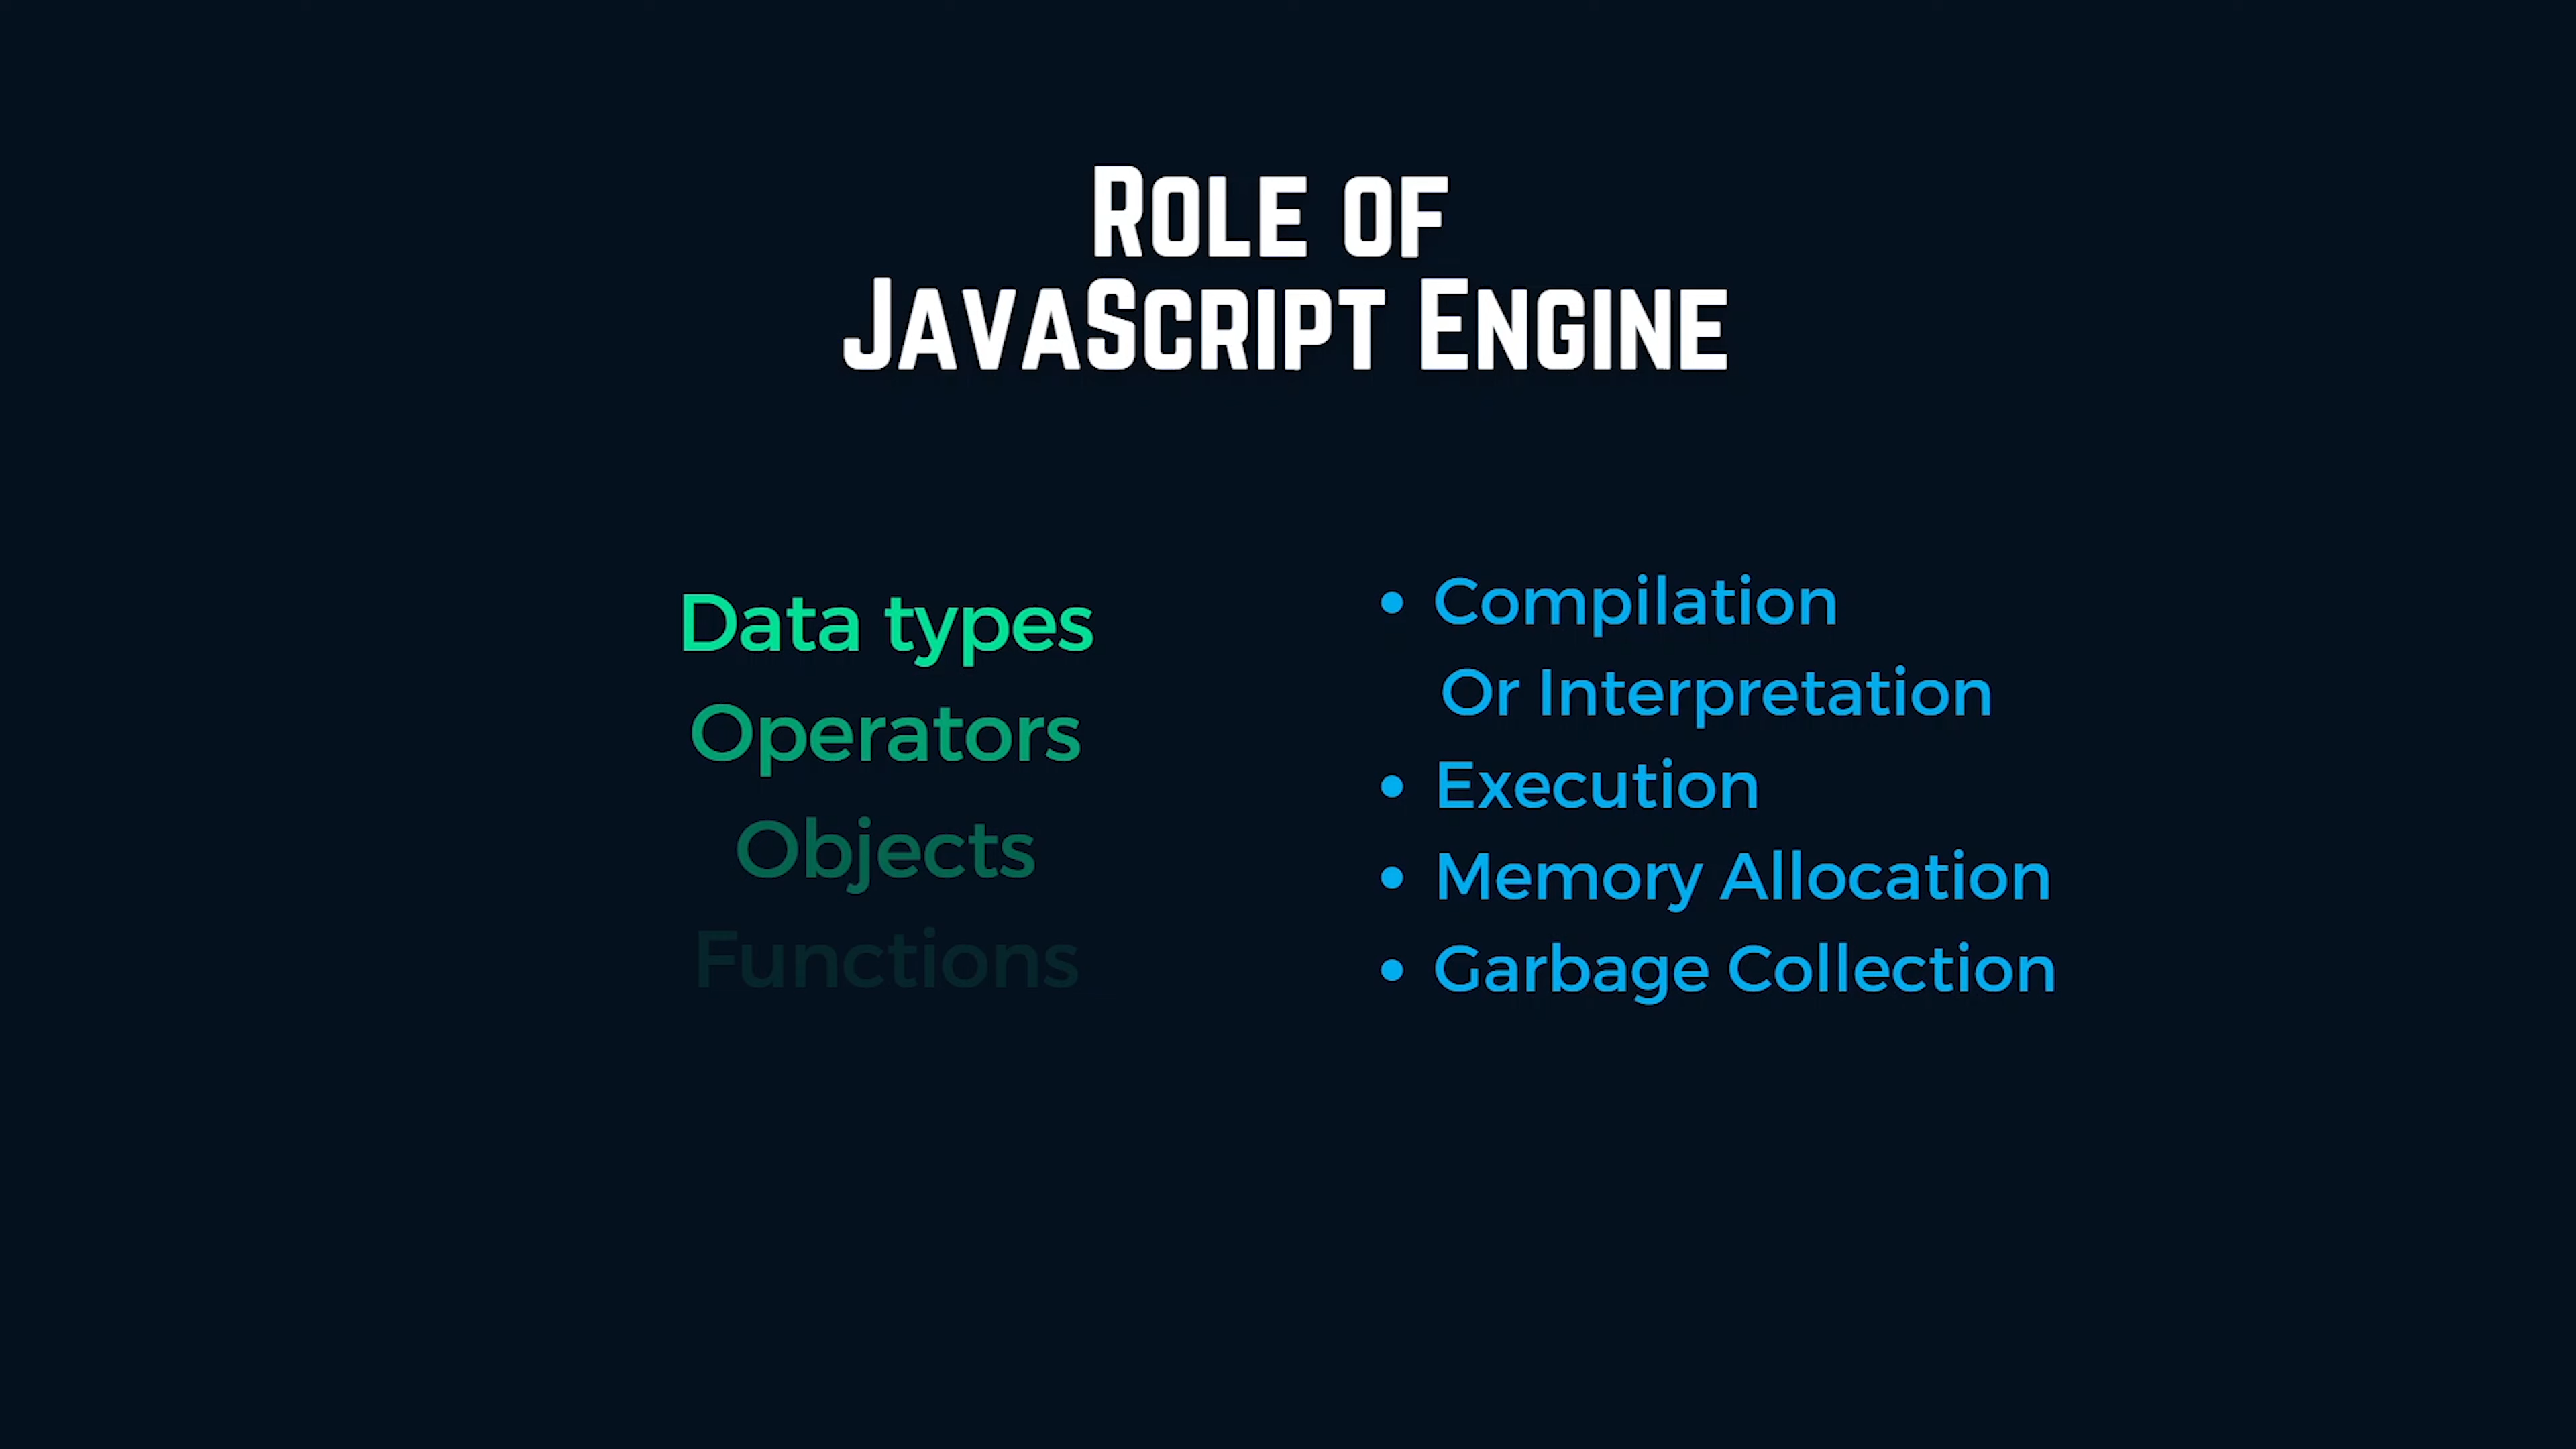 Role of
JavaScript Engine
Data types
Operators
Objects
Functions
• Compilation
Or Interpretation
• Execution
• Memory Allocation
• Garbage Collection